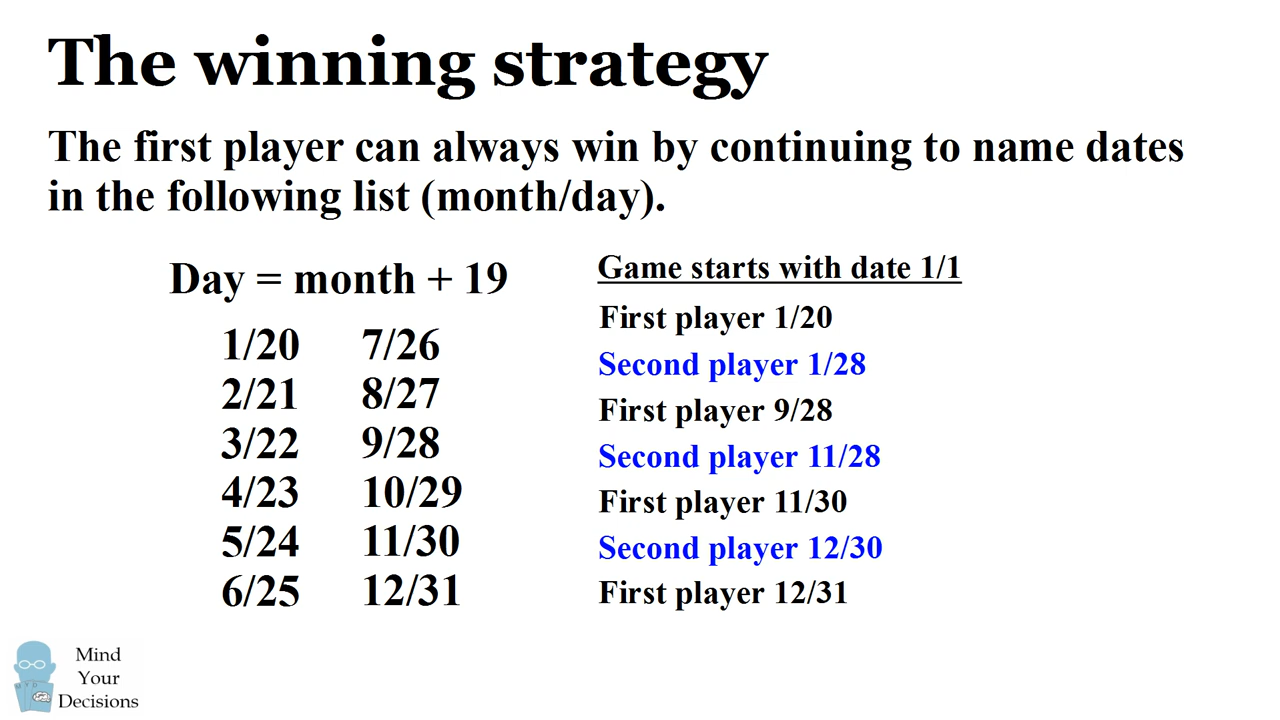 The winning strategy
The first player can always win by continuing to name dates
in the following list (month/day).
Day = month + 19
1/20 7/26
2/21 8/27
3/22 9/28
4/23 10/29
5/24 11/30
6/25 12/31
Game starts with date 1/1
First player 1/20
Second player 1/28
First player 9/28
Second player 11/28
First player 11/30
Second player 12/30
First player 12/31
Mind
Your
Decisions